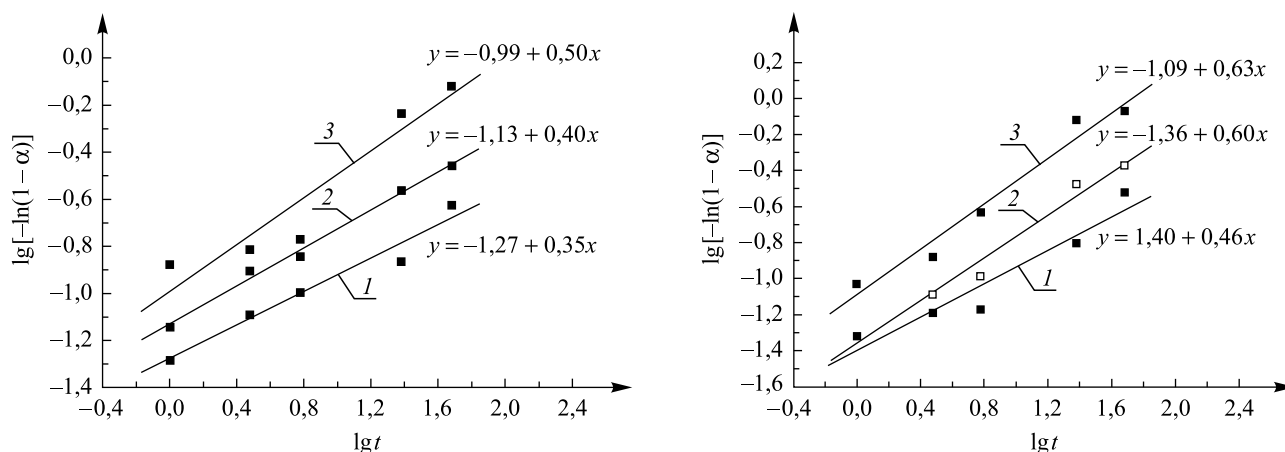 lg[−ln(1 − α)]
0,0
−0,2
−0,4
−0,6
−0,8
−1,0
−1,2
−1,4
−0,4 0,0 0,4 0,8 1,2 1,6 2,0 2,4
lg t
y = −0,99 + 0,50x
y = −1,13 + 0,40x
y = −1,27 + 0,35x
3
2
1
lg[−ln(1 − α)]
0,2
0,0
−0,2
−0,4
−0,6
−0,8
−1,0
−1,2
−1,4
−1,6
−0,4 0,0 0,4 0,8 1,2 1,6 2,0 2,4
lg t
y = −1,09 + 0,63x
y = −1,36 + 0,60x
y = 1,40 + 0,46x
3
2
1